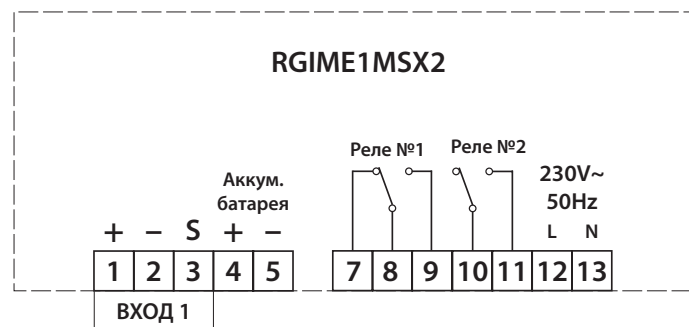 RGIME1MSX2
Реле №1 Реле №2
Аккум.
батарея
230V~
50Hz
+ − S + − L N
1 2 3 4 5 7 8 9 10 11 12 13
ВХОД 1